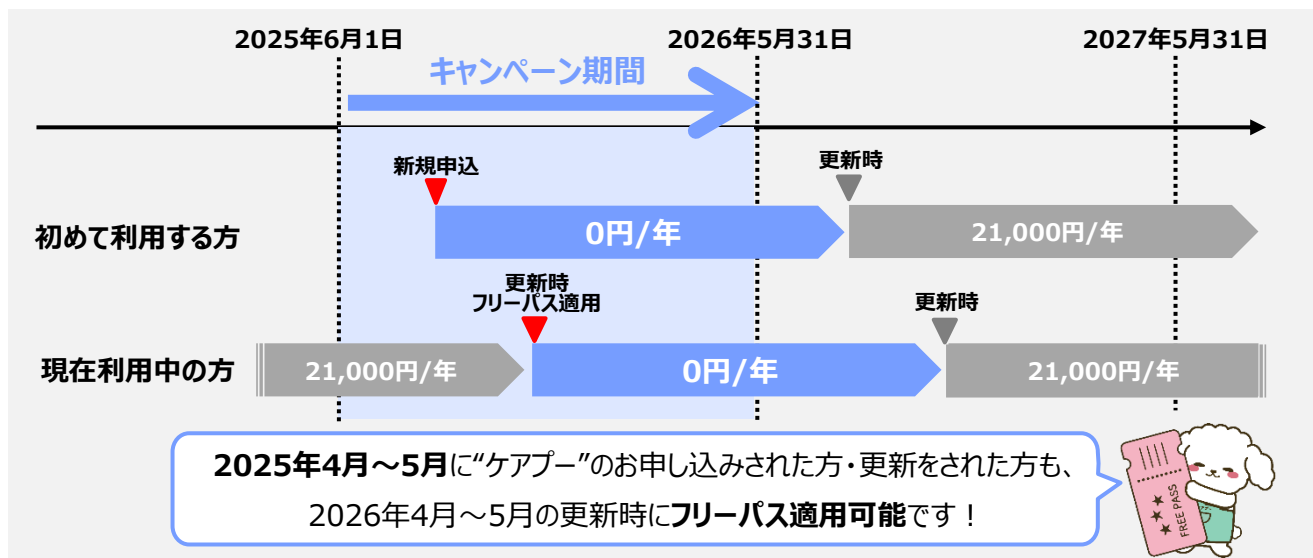 2025年6月1日
2026年5月31日
2027年5月31日
キャンペーン期間
新規申込
更新時
初めて利用する方
0円/年
21,000円/年
更新時
フリーパス適用
更新時
現在利用中の方
21,000円/年
0円/年
21,000円/年
2025年4月～5月に“ケアプー”のお申し込みされた方・更新をされた方も、
2026年4月～5月の更新時にフリーパス適用可能です！
FREE PASS